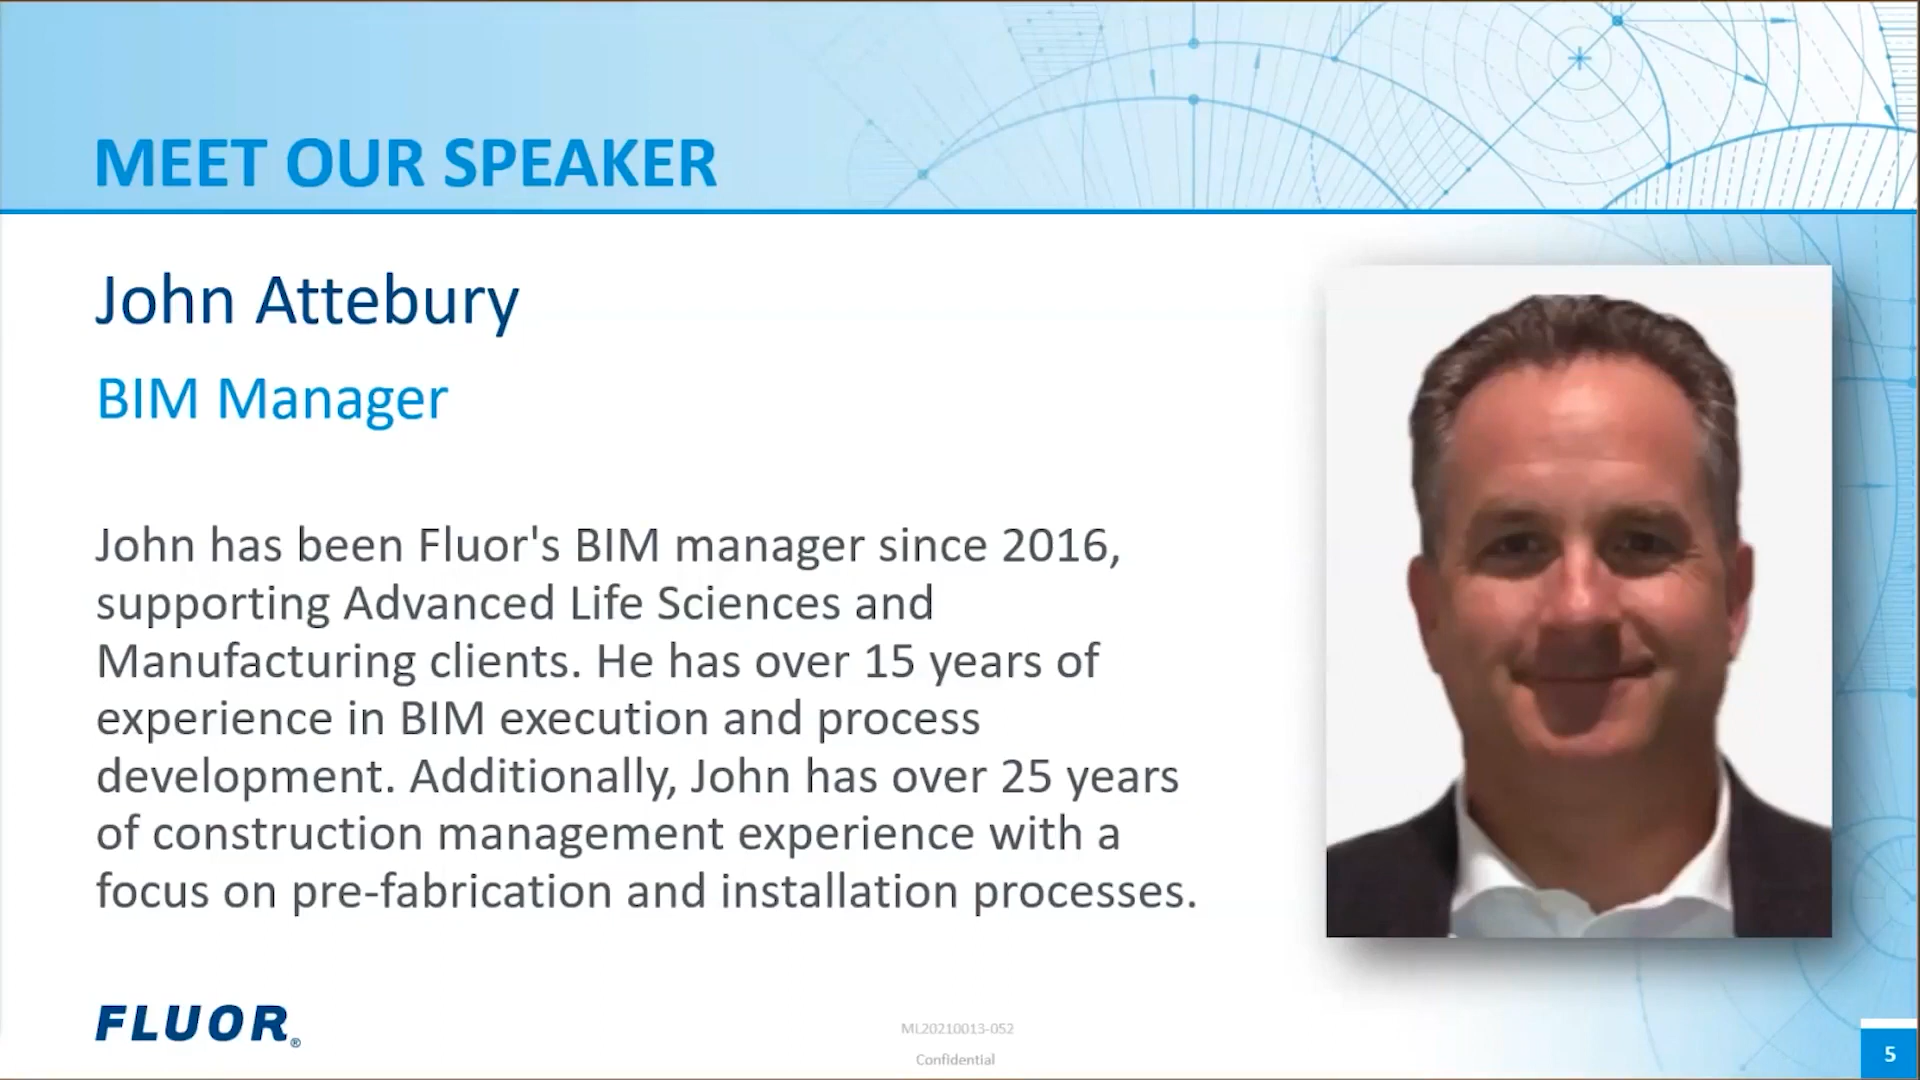 MEET OUR SPEAKER
John Attebury
BIM Manager
John has been Fluor's BIM manager since 2016,
supporting Advanced Life Sciences and
Manufacturing clients. He has over 15 years of
experience in BIM execution and process
development. Additionally, John has over 25 years
of construction management experience with a
focus on pre-fabrication and installation processes.
FLUOR®
ML20210013-052
Confidential
5